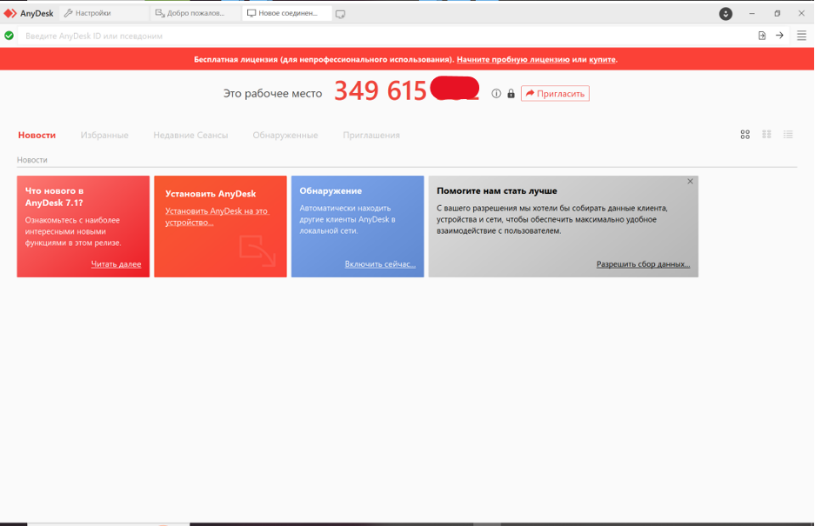 AnyDesk Настройки Добро пожалов... Новое соединен...
Введите AnyDesk ID или псевдоним
Бесплатная лицензия (для непрофессионального использования). Начните пробную лицензию или купите.
Это рабочее место 349 615 Пригласить
Новости Избранные Недавние Сеансы Обнаруженные Приглашения
Новости
Что нового в
AnyDesk 7.1?
Ознакомьтесь с наиболее
интересными новыми
функциями в этом релизе.
Читать далее
Установить AnyDesk
Установить AnyDesk на это
устройство...
Обнаружение
Автоматически находить
другие клиенты AnyDesk в
локальной сети.
Включить сейчас...
Помогите нам стать лучше
С вашего разрешения мы хотели бы собирать данные клиента,
устройства и сети, чтобы обеспечить максимально удобное
взаимодействие с пользователем.
Разрешить сбор данных...